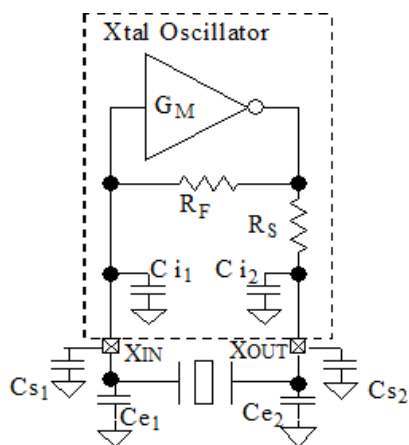 Xtal Oscillator
GM
RF
RS
Ci1 Ci2
XIN XOUT
Cs1 Cs2
Ce1 Ce2